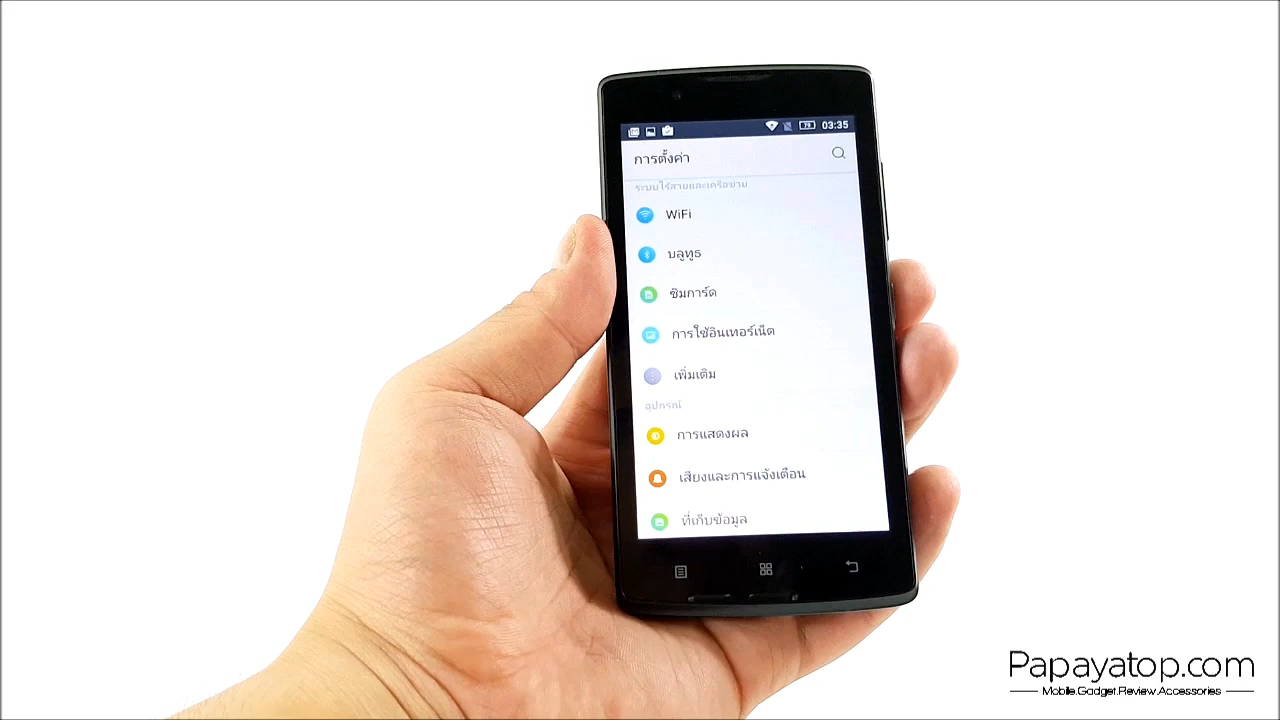 79 03:35
การตั้งค่า
ระบบไร้สายและเครือข่าย
WiFi
บลูทูธ
ซิมการ์ด
การใช้อินเทอร์เน็ต
เพิ่มเติม
อุปกรณ์
การแสดงผล
เสียงและการแจ้งเตือน
ที่เก็บข้อมูล
Papayatop.com
Mobile.Gadget.Review.Accessories